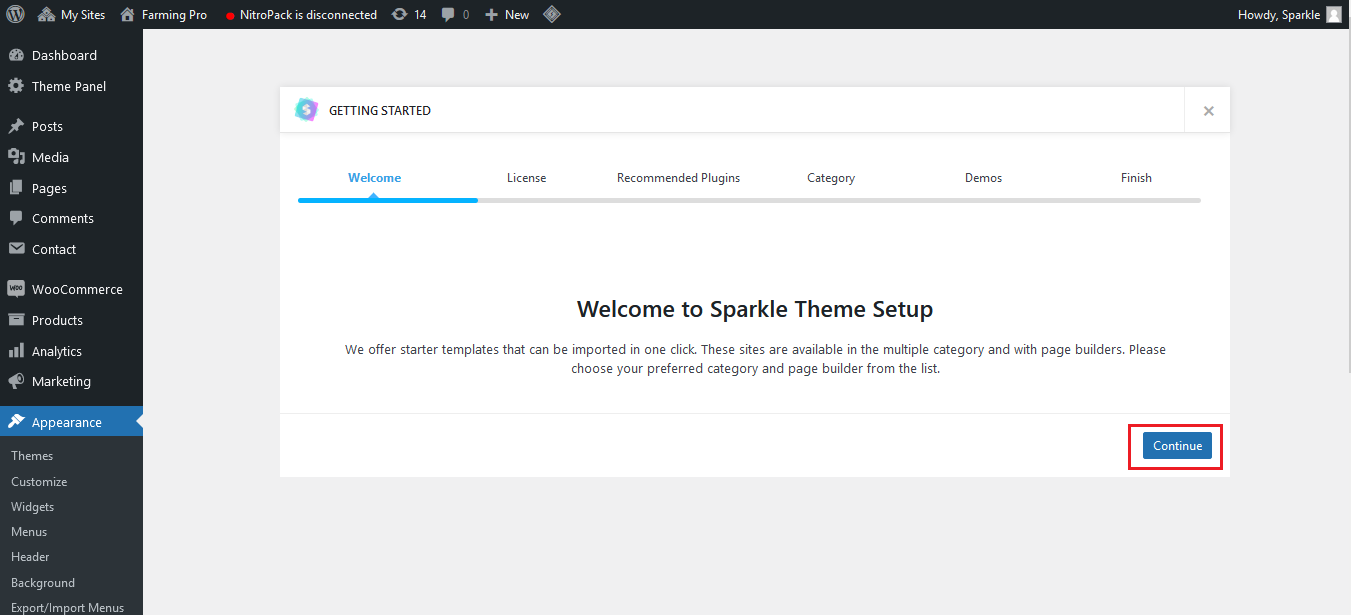 My Sites Farming Pro NitroPack is disconnected 14 0 New Howdy, Sparkle
Dashboard
Theme Panel
Posts
Media
Pages
Comments
Contact
WooCommerce
Products
Analytics
Marketing
Appearance
Themes
Customize
Widgets
Menus
Header
Background
Export/Import Menus
GETTING STARTED
Welcome License Recommended Plugins Category Demos Finish
Welcome to Sparkle Theme Setup
We offer starter templates that can be imported in one click. These sites are available in the multiple category and with page builders. Please
choose your preferred category and page builder from the list.
Continue